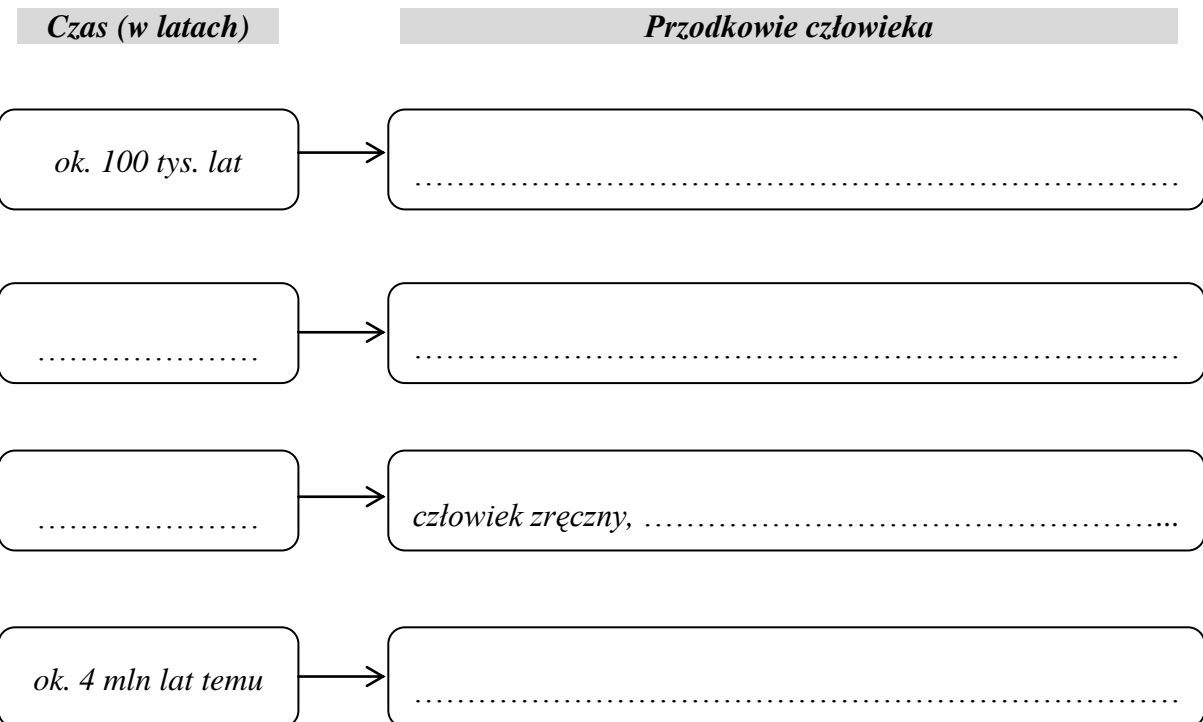 Czas (w latach) Przodkowie człowieka
ok. 100 tys. lat
……………………………………………………………
…………………
……………………………………………………………
…………………
człowiek zręczny, …………………………………………...
ok. 4 mln lat temu
……………………………………………………………